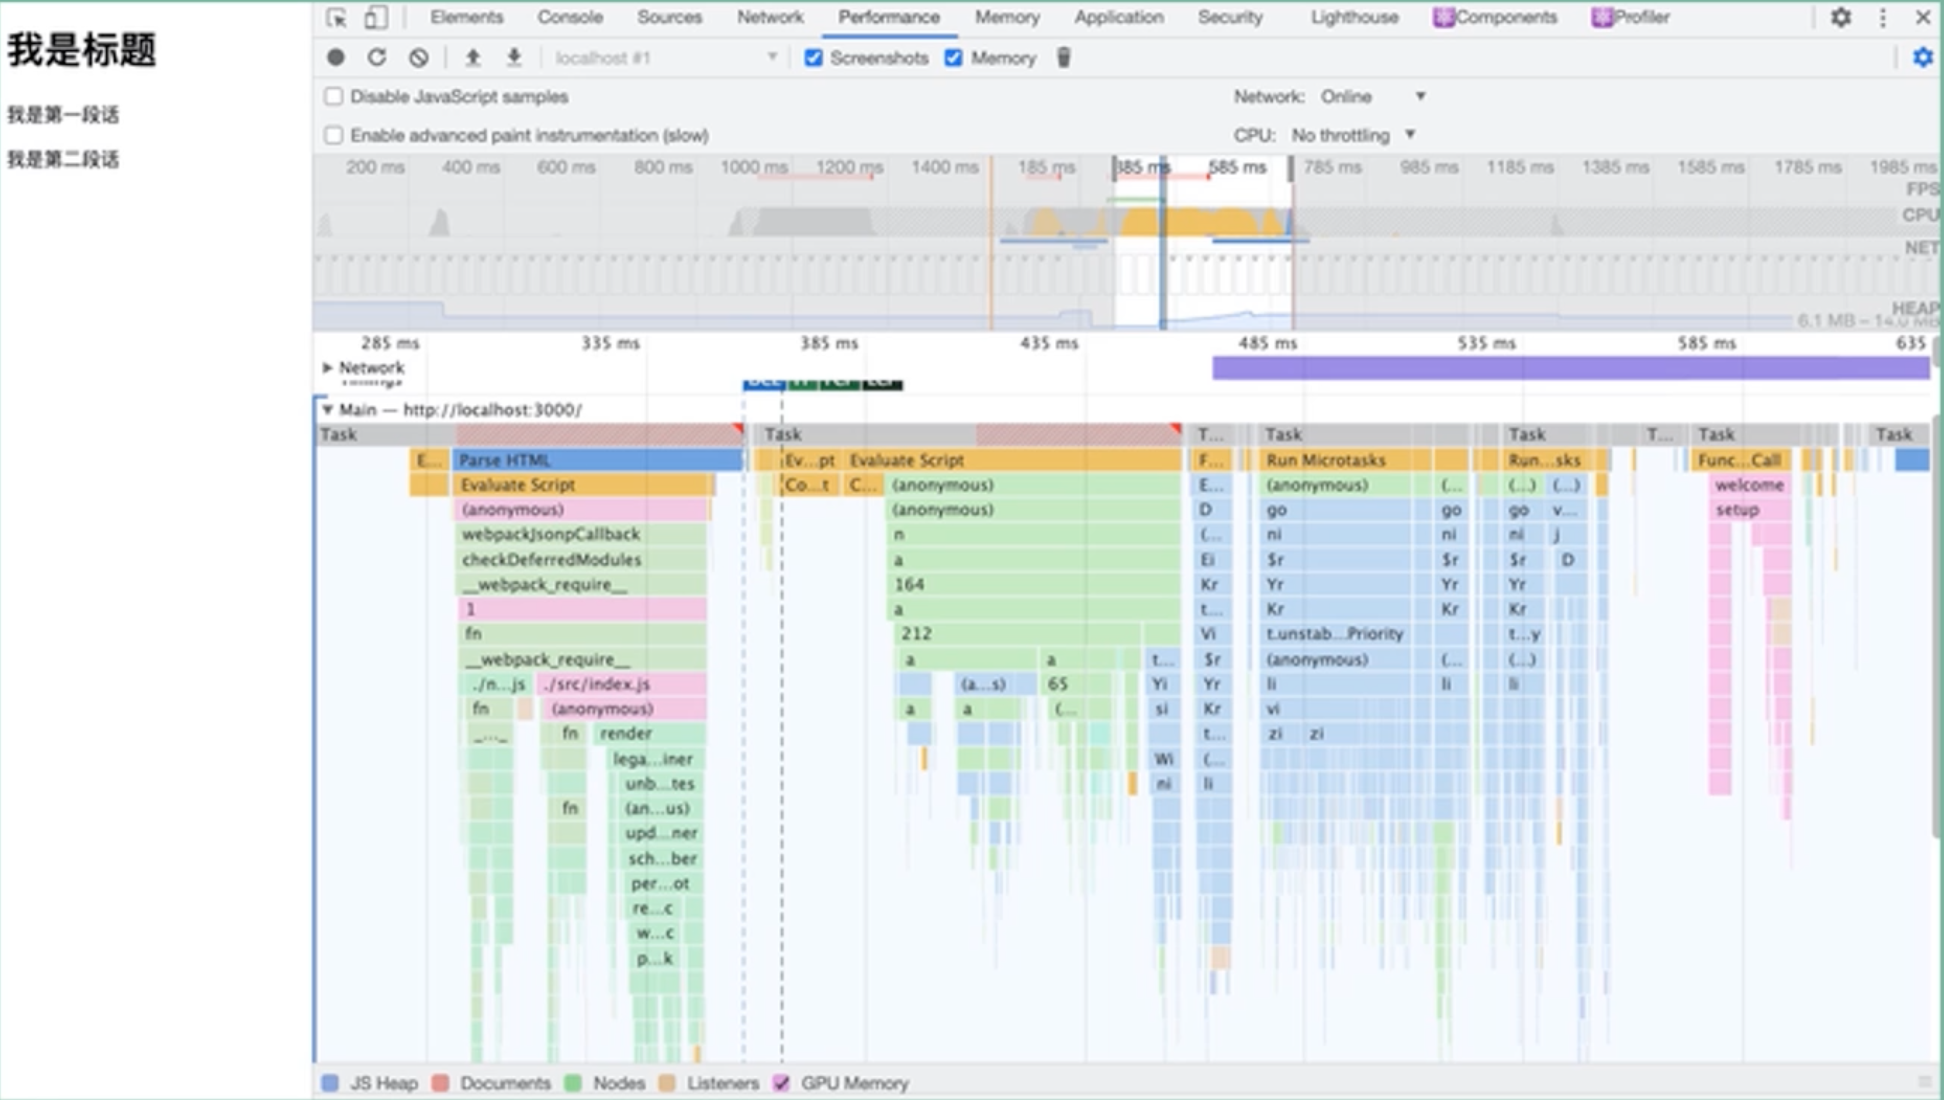 我是标题
我是第一段话
我是第二段话
Elements Console Sources Network Performance Memory Application Security Lighthouse Components Profiler
localhost #1 Screenshots Memory
Disable JavaScript samples Network: Online
Enable advanced paint instrumentation (slow) CPU: No throttling
200 ms 400 ms 600 ms 800 ms 1000 ms 1200 ms 1400 ms 185 ms 385 ms 585 ms 785 ms 985 ms 1185 ms 1385 ms 1585 ms 1785 ms 1985 ms
FPS
CPU
NET
HEAP
6.1 MB – 14.0 MB
285 ms 335 ms 385 ms 435 ms 485 ms 535 ms 585 ms 635
Network
Main — http://localhost:3000/
Task Task T... Task Task T... Task Task
E... Parse HTML Ev...pt Evaluate Script F... Run Microtasks Run...sks Func...Call
Evaluate Script Co...t C... (anonymous) E... (anonymous) (... (...) (...) welcome
(anonymous) (anonymous) D go go go v... setup
webpackJsonpCallback n (... ni ni ni j
checkDeferredModules a Ei $r $r $r D
__webpack_require__ 164 Kr Yr Yr Yr
1 a t... Kr Kr Kr
fn 212 Vi t.unstab...Priority t...y
__webpack_require__ a a t... $r (anonymous) (... (...)
./n...js ./src/index.js (a...s) 65 Yi Yr li li li
fn (anonymous) a a (... si Kr vi
_..._ fn render t... zi zi
lega...iner Wi (...
unb...tes ni li
fn (an...us)
upd...ner
sch...ber
per...ot
re...c
w...c
p...k
JS Heap Documents Nodes Listeners GPU Memory